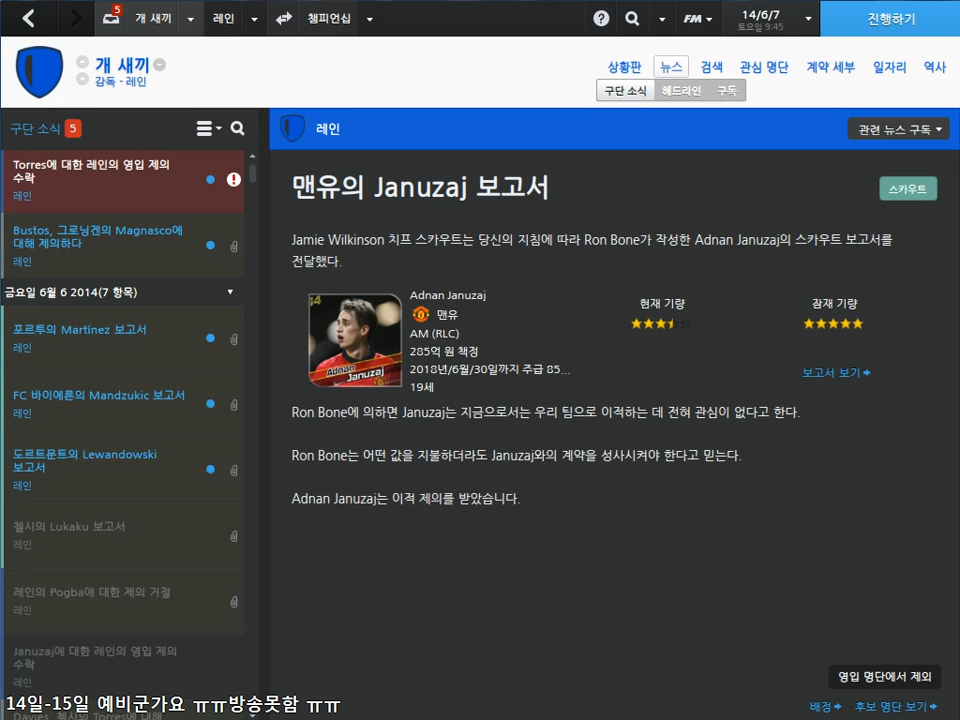 5
개 새끼
레인
챔피언십
FM
14/6/7
토요일 9:45
진행하기
개 새끼
감독 - 레인
상황판
뉴스
검색
관심 명단
계약 세부
일자리
역사
구단 소식
헤드라인
구독
구단 소식 5
레인
관련 뉴스 구독
Torres에 대한 레인의 영입 제의
수락
레인
Bustos, 그로닝겐의 Magnasco에
대해 제의하다
레인
금요일 6월 6 2014(7 항목)
포르투의 Martínez 보고서
레인
FC 바이에른의 Mandzukic 보고서
레인
도르트문트의 Lewandowski
보고서
레인
첼시의 Lukaku 보고서
레인
레인의 Pogba에 대한 제의 거절
레인
Januzaj에 대한 레인의 영입 제의
수락
레인
맨유의 Januzaj 보고서
스카우트
Jamie Wilkinson 치프 스카우트는 당신의 지침에 따라 Ron Bone가 작성한 Adnan Januzaj의 스카우트 보고서를
전달했다.
14
Adnan
Januzaj
Adnan Januzaj
맨유
AM (RLC)
285억 원 책정
2018년/6월/30일까지 주급 85...
19세
현재 기량
잠재 기량
보고서 보기
Ron Bone에 의하면 Januzaj는 지금으로서는 우리 팀으로 이적하는 데 전혀 관심이 없다고 한다.
Ron Bone는 어떤 값을 지불하더라도 Januzaj와의 계약을 성사시켜야 한다고 믿는다.
Adnan Januzaj는 이적 제의를 받았습니다.
영입 명단에서 제외
배정
후보 명단 보기
14일-15일 예비군가요 ㅠㅠ방송못함 ㅠㅠ